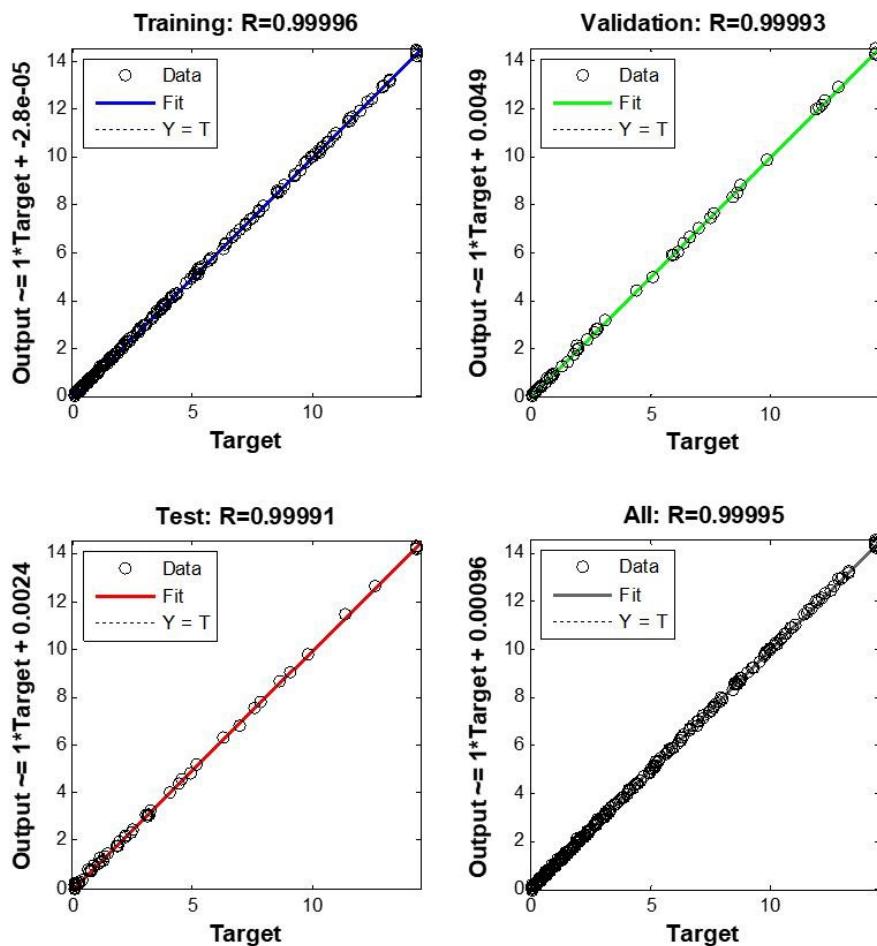 Training: R=0.99996
Output ~= 1*Target + -2.8e-05
14
12
10
8
6
4
2
0
Data
Fit
Y = T
0
5
10
Target
Validation: R=0.99993
Output ~= 1*Target + 0.0049
14
12
10
8
6
4
2
0
Data
Fit
Y = T
0
5
10
Target
Test: R=0.99991
Output ~= 1*Target + 0.0024
14
12
10
8
6
4
2
0
Data
Fit
Y = T
0
5
10
Target
All: R=0.99995
Output ~= 1*Target + 0.00096
14
12
10
8
6
4
2
0
Data
Fit
Y = T
0
5
10
Target